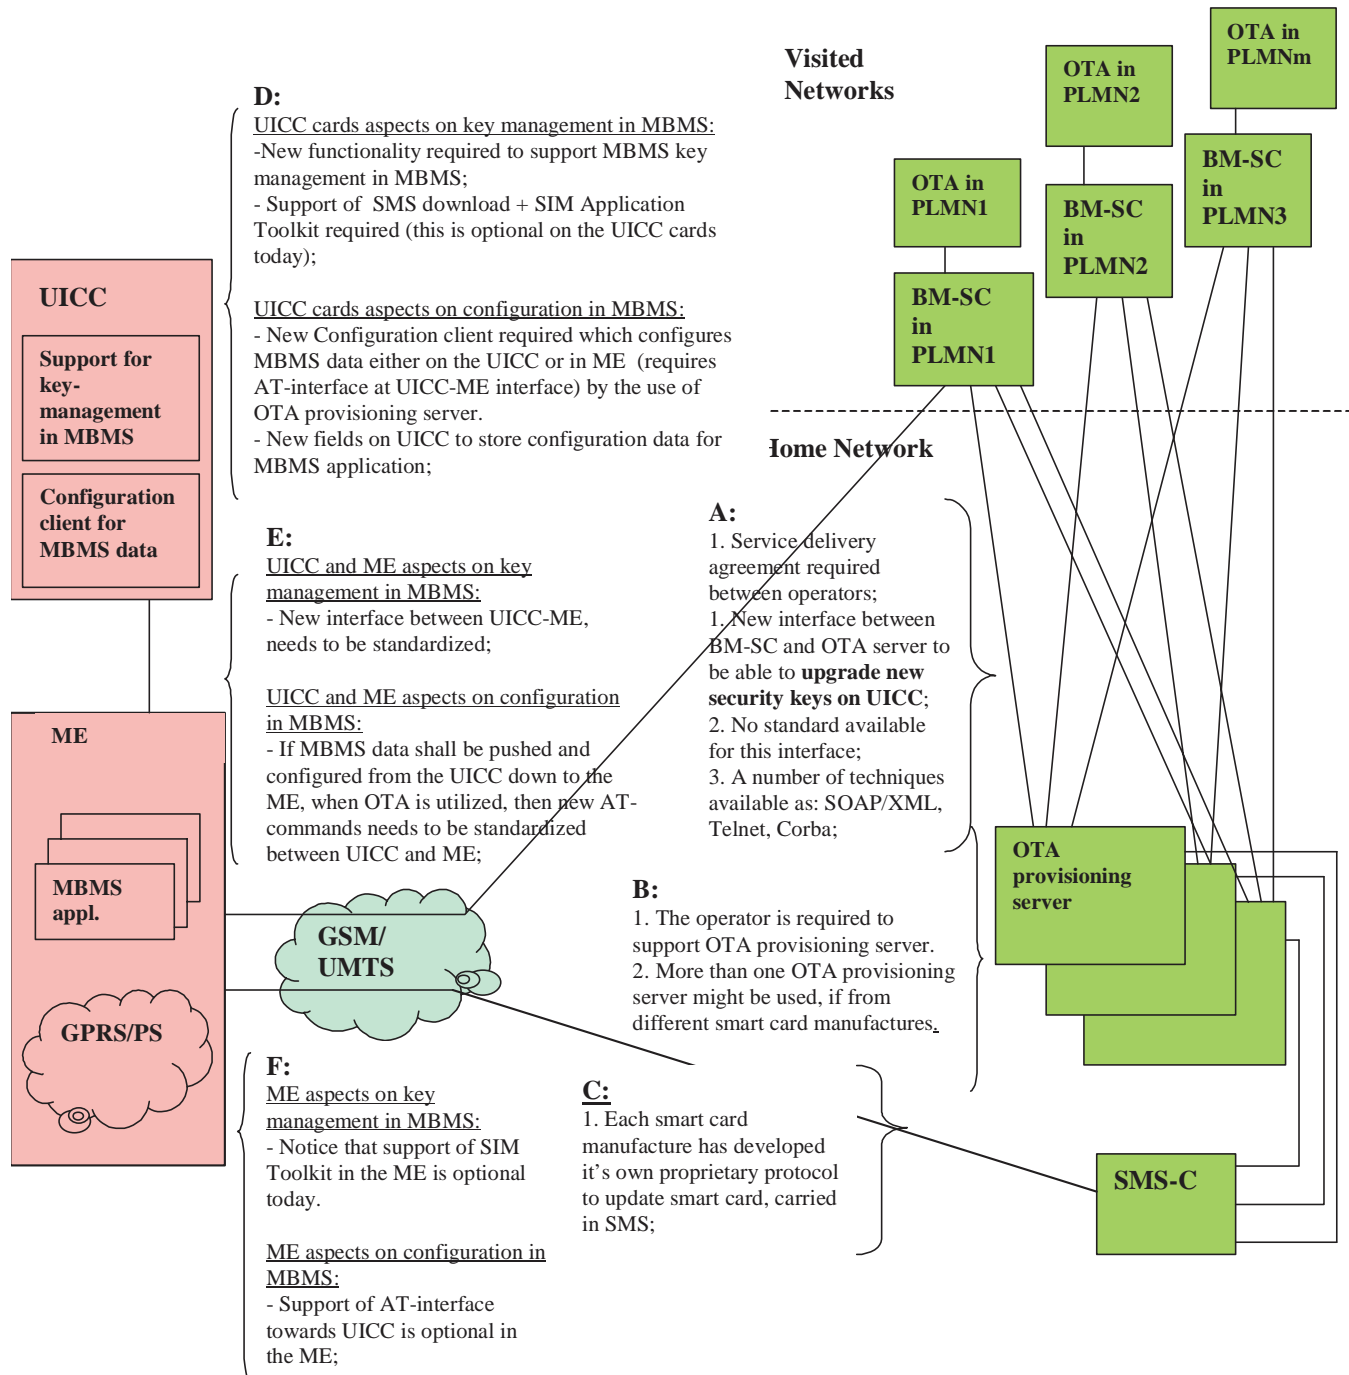 Visited
Networks
OTA in
PLMNm
OTA in
PLMN2
OTA in
PLMN1
BM-SC
in
PLMN3
BM-SC
in
PLMN2
BM-SC
in
PLMN1
D:
UICC cards aspects on key management in MBMS:
-New functionality required to support MBMS key
management in MBMS;
- Support of SMS download + SIM Application
Toolkit required (this is optional on the UICC cards
today);
UICC cards aspects on configuration in MBMS:
- New Configuration client required which configures
MBMS data either on the UICC or in ME (requires
AT-interface at UICC-ME interface) by the use of
OTA provisioning server.
- New fields on UICC to store configuration data for
MBMS application;
UICC
Support for
key-
management
in MBMS
Configuration
client for
MBMS data
Home Network
E:
UICC and ME aspects on key
management in MBMS:
- New interface between UICC-ME,
needs to be standardized;
UICC and ME aspects on configuration
in MBMS:
- If MBMS data shall be pushed and
configured from the UICC down to the
ME, when OTA is utilized, then new AT-
commands needs to be standardized
between UICC and ME;
A:
1. Service delivery
agreement required
between operators;
1. New interface between
BM-SC and OTA server to
be able to upgrade new
security keys on UICC;
2. No standard available
for this interface;
3. A number of techniques
available as: SOAP/XML,
Telnet, Corba;
ME
MBMS
appl.
GPRS/PS
GSM/
UMTS
B:
1. The operator is required to
support OTA provisioning server.
2. More than one OTA provisioning
server might be used, if from
different smart card manufactures.
OTA
provisioning
server
F:
ME aspects on key
management in MBMS:
- Notice that support of SIM
Toolkit in the ME is optional
today.
ME aspects on configuration in
MBMS:
- Support of AT-interface
towards UICC is optional in
the ME;
C:
1. Each smart card
manufacture has developed
it's own proprietary protocol
to update smart card, carried
in SMS;
SMS-C